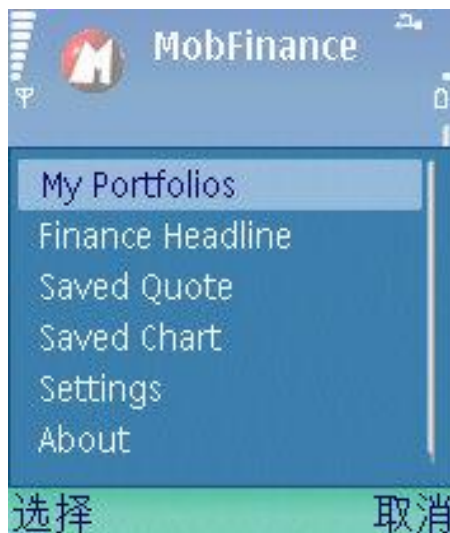 MobFinance
My Portfolios
Finance Headline
Saved Quote
Saved Chart
Settings
About
选择 取消